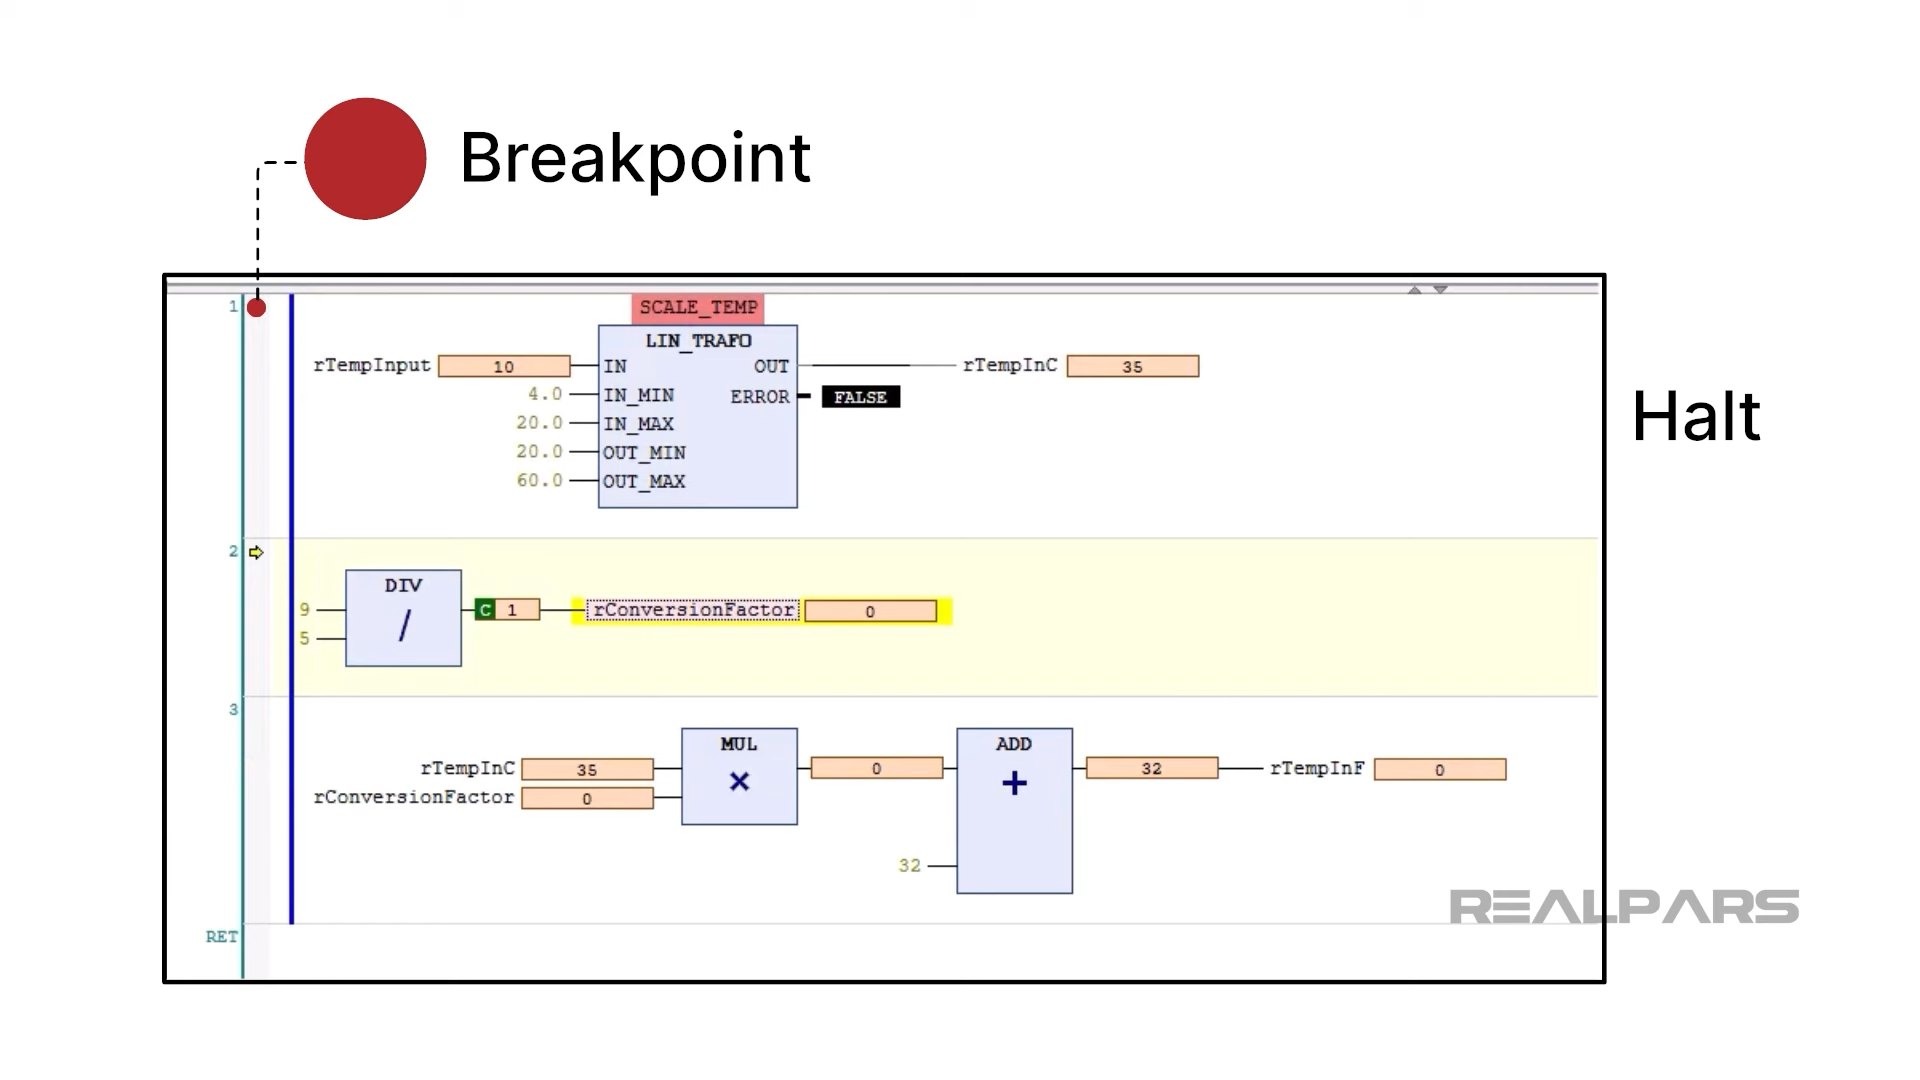 Breakpoint
1
SCALE_TEMP
LIN_TRAFO
rTempInput 10 IN OUT rTempInC 35
4.0 IN_MIN ERROR FALSE
20.0 IN_MAX
20.0 OUT_MIN
60.0 OUT_MAX
Halt
2
DIV
9 / C 1 rConversionFactor 0
5
3
MUL ADD
rTempInC 35 × 0 + 32 rTempInF 0
rConversionFactor 0
32
REALPARS
RET